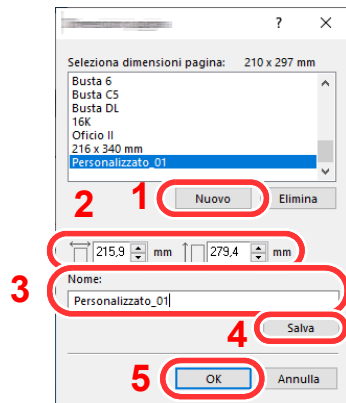 ?
Seleziona dimensioni pagina: 210 x 297 mm
Busta 6
Busta C5
Busta DL
16K
Oficio II
216 x 340 mm
Personalizzato_01
1
Nuovo
Elimina
2
215,9 mm 279,4 mm
3
Nome:
Personalizzato_01
4
Salva
5
OK
Annulla